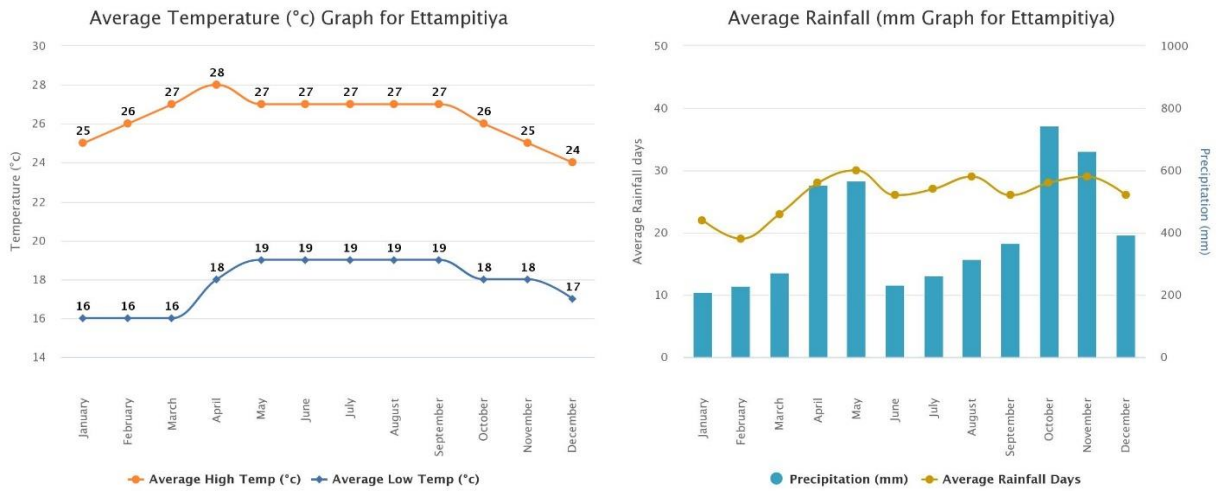 Average Temperature (°c) Graph for Ettampitiya
30
28
26
24
22
20
18
16
14
Temperature (°c)
25
26
27
28
27
27
27
27
27
26
25
24
16
16
16
18
19
19
19
19
19
18
18
17
January
February
March
April
May
June
July
August
September
October
November
December
Average High Temp (°c)
Average Low Temp (°c)
Average Rainfall (mm Graph for Ettampitiya)
50
40
30
20
10
0
Average Rainfall days
1000
800
600
400
200
0
Precipitation (mm)
January
February
March
April
May
June
July
August
September
October
November
December
Precipitation (mm)
Average Rainfall Days